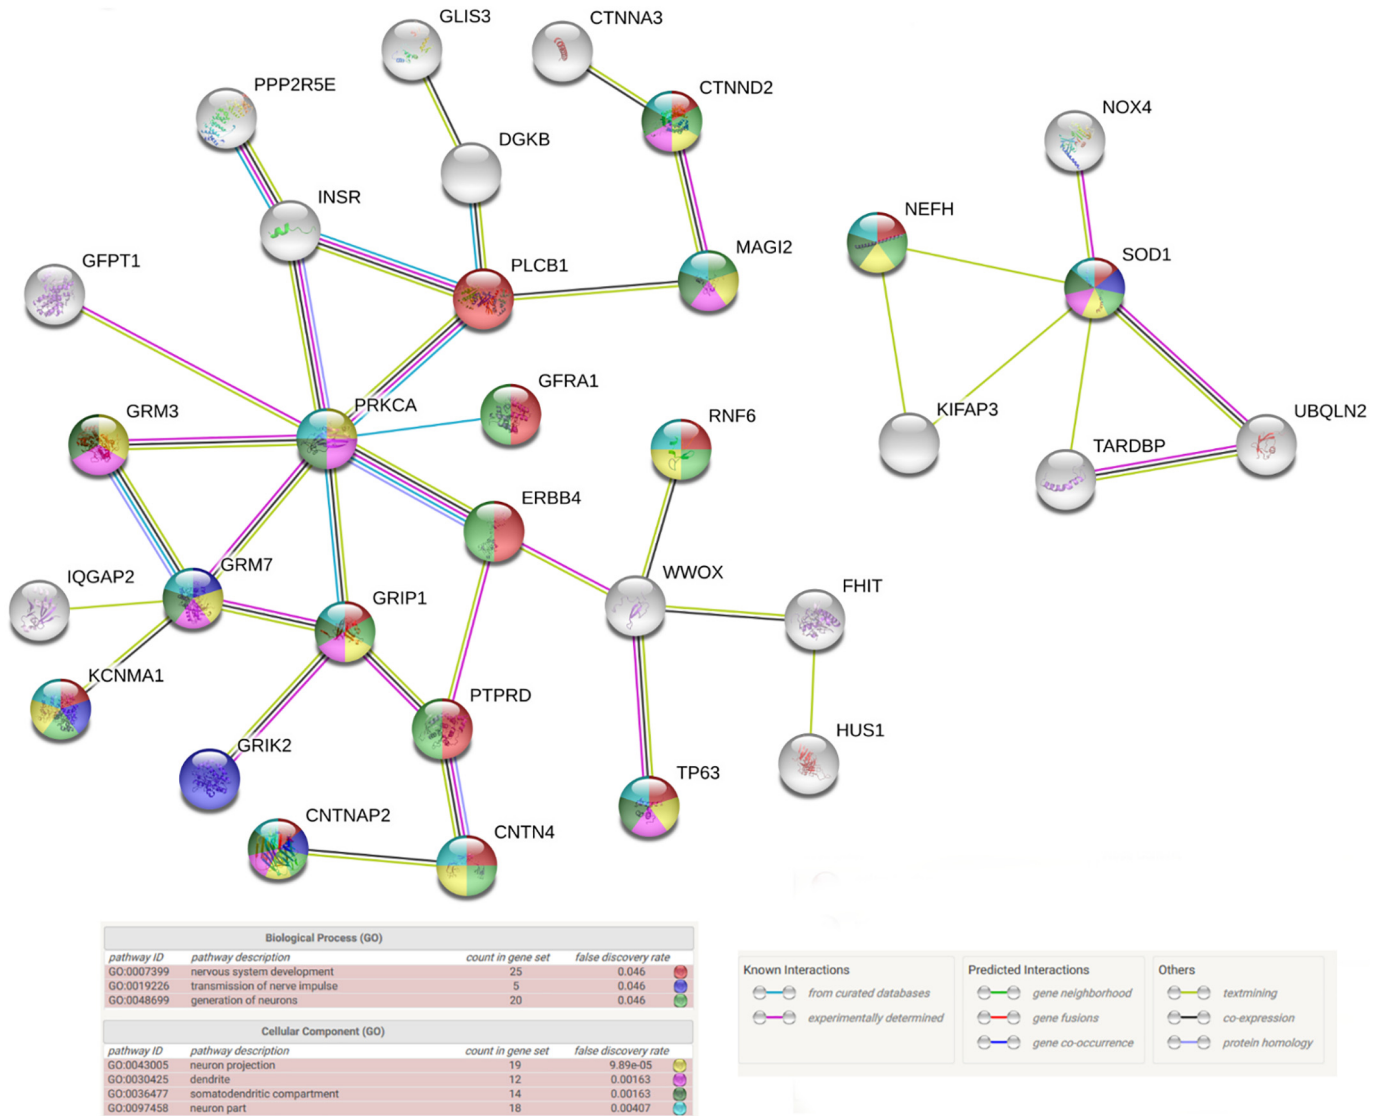 GLIS3
CTNNA3
PPP2R5E
CTNND2
NOX4
DGKB
INSR
NEFH
MAGI2
SOD1
GFPT1
PLCB1
GFRA1
PRKCA
GRM3
RNF6
KIFAP3
UBQLN2
TARDBP
ERBB4
GRM7
IQGAP2
WWOX
FHIT
GRIP1
KCNMA1
PTPRD
HUS1
GRIK2
TP63
CNTNAP2
CNTN4
Biological Process (GO)
pathway ID pathway description count in gene set false discovery rate
GO:0007399 nervous system development 25 0.046
GO:0019226 transmission of nerve impulse 5 0.046
GO:0048699 generation of neurons 20 0.046
Cellular Component (GO)
pathway ID pathway description count in gene set false discovery rate
GO:0043005 neuron projection 19 9.89e-05
GO:0030425 dendrite 12 0.00163
GO:0036477 somatodendritic compartment 14 0.00163
GO:0097458 neuron part 18 0.00407
Known Interactions
from curated databases
experimentally determined
Predicted Interactions
gene neighborhood
gene fusions
gene co-occurrence
Others
textmining
co-expression
protein homology